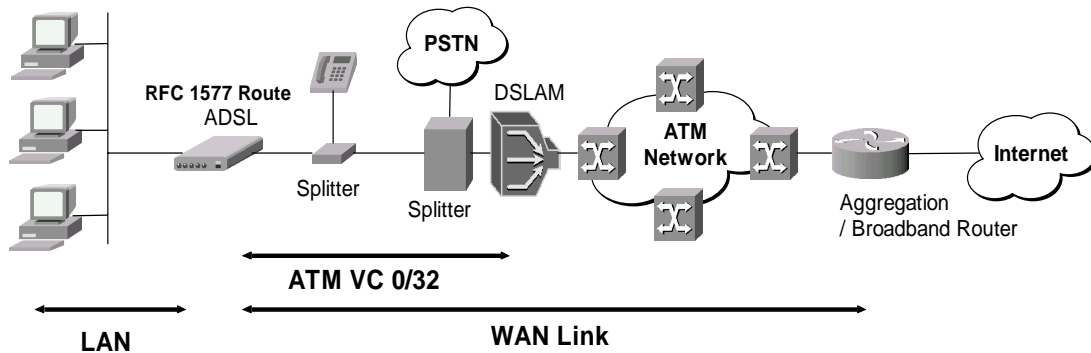 PSTN
RFC 1577 Route
ADSL
DSLAM
ATM
Network
Internet
Splitter
Splitter
Aggregation
/ Broadband Router
ATM VC 0/32
LAN
WAN Link